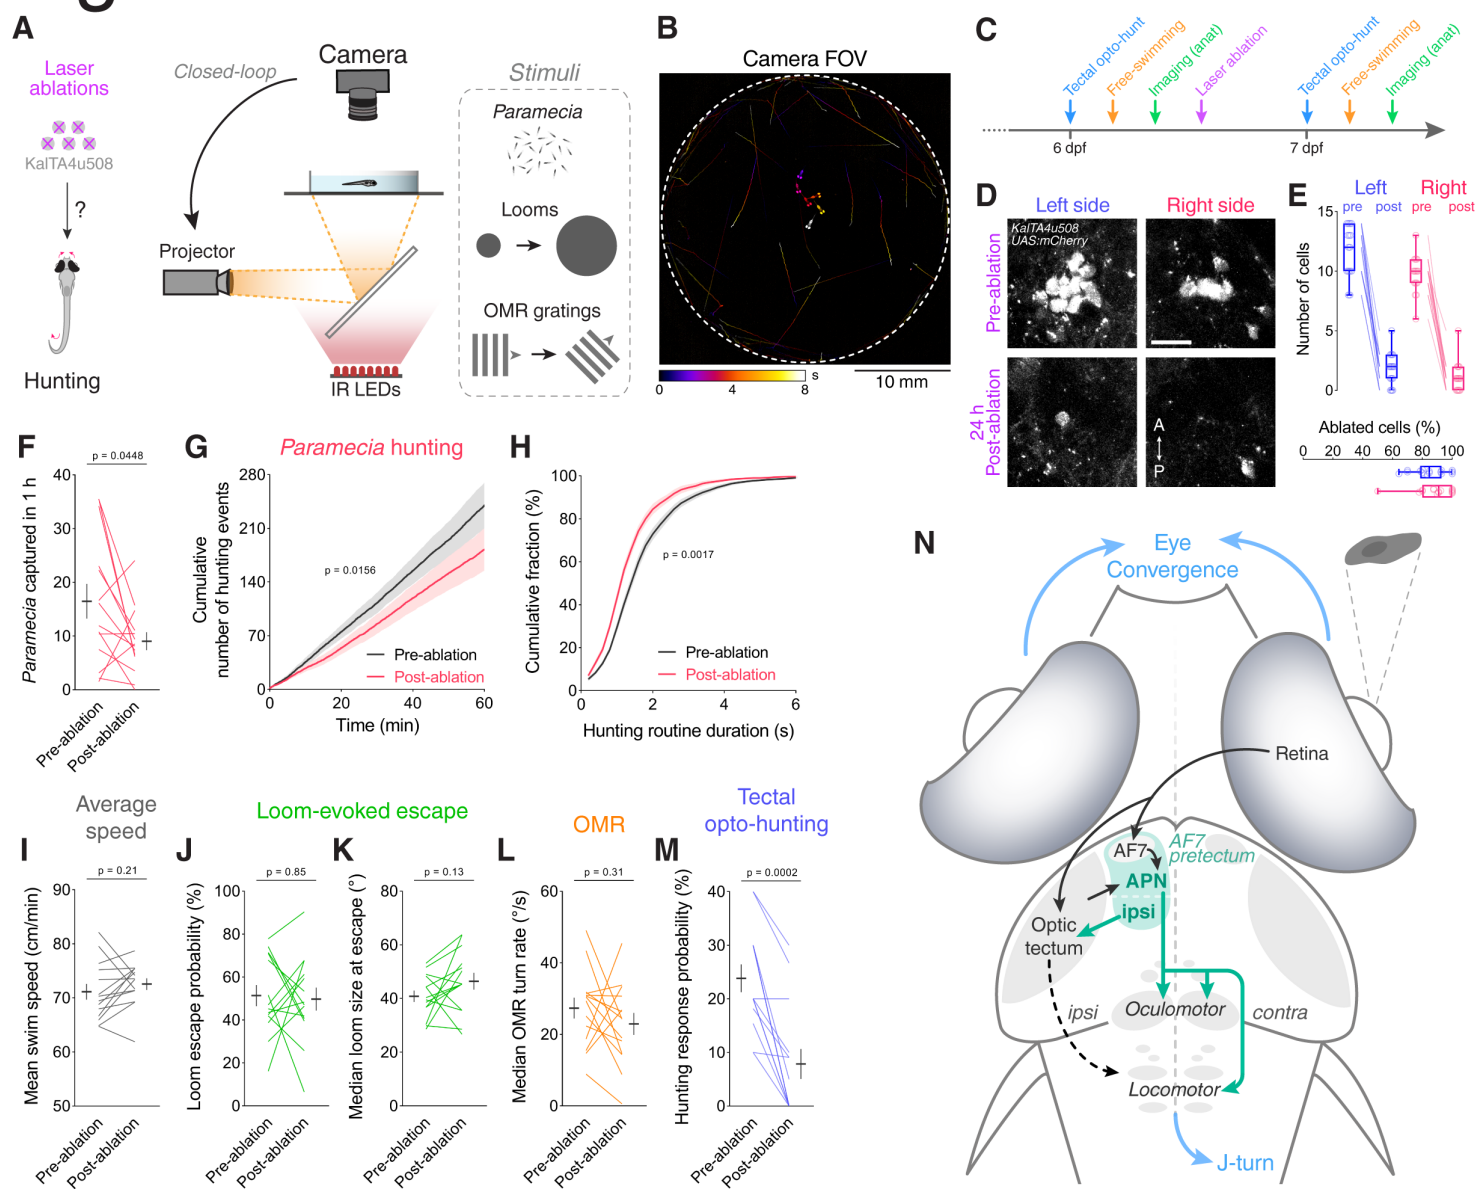 A
Laser
ablations
KalTA4u508
?
Hunting
Closed-loop
Camera
Projector
IR LEDs
Stimuli
Paramecia
Looms
OMR gratings
B
Camera FOV
0
4
8
s
10 mm
C
Tectal opto-hunt
Free-swimming
Imaging (anat)
Laser ablation
Tectal opto-hunt
Free-swimming
Imaging (anat)
6 dpf
7 dpf
D
Left side
Right side
Pre-ablation
KalTA4u508
UAS:mCherry
24 h
Post-ablation
A
P
E
Left
Right
pre
post
pre
post
Number of cells
15
10
5
0
Ablated cells (%)
0
20
40
60
80
100
F
p = 0.0448
Paramecia captured in 1 h
40
30
20
10
0
Pre-ablation
Post-ablation
Paramecia hunting
G
Cumulative
number of hunting events
280
210
140
70
0
p = 0.0156
Pre-ablation
Post-ablation
0
20
40
60
Time (min)
H
Cumulative fraction (%)
100
80
60
40
20
0
p = 0.0017
Pre-ablation
Post-ablation
0
2
4
6
Hunting routine duration (s)
I
Average
speed
p = 0.21
Mean swim speed (cm/min)
90
80
70
60
50
Pre-ablation
Post-ablation
Loom-evoked escape
J
p = 0.85
Loom escape probability (%)
100
80
60
40
20
0
Pre-ablation
Post-ablation
K
p = 0.13
Median loom size at escape (°)
80
60
40
20
0
Pre-ablation
Post-ablation
L
OMR
p = 0.31
Median OMR turn rate (°/s)
60
40
20
0
Pre-ablation
Post-ablation
M
Tectal
opto-hunting
p = 0.0002
Hunting response probability (%)
40
30
20
10
0
Pre-ablation
Post-ablation
N
Eye
Convergence
Retina
AF7
AF7
pretectum
APN
ipsi
Optic
tectum
ipsi
Oculomotor
contra
Locomotor
J-turn